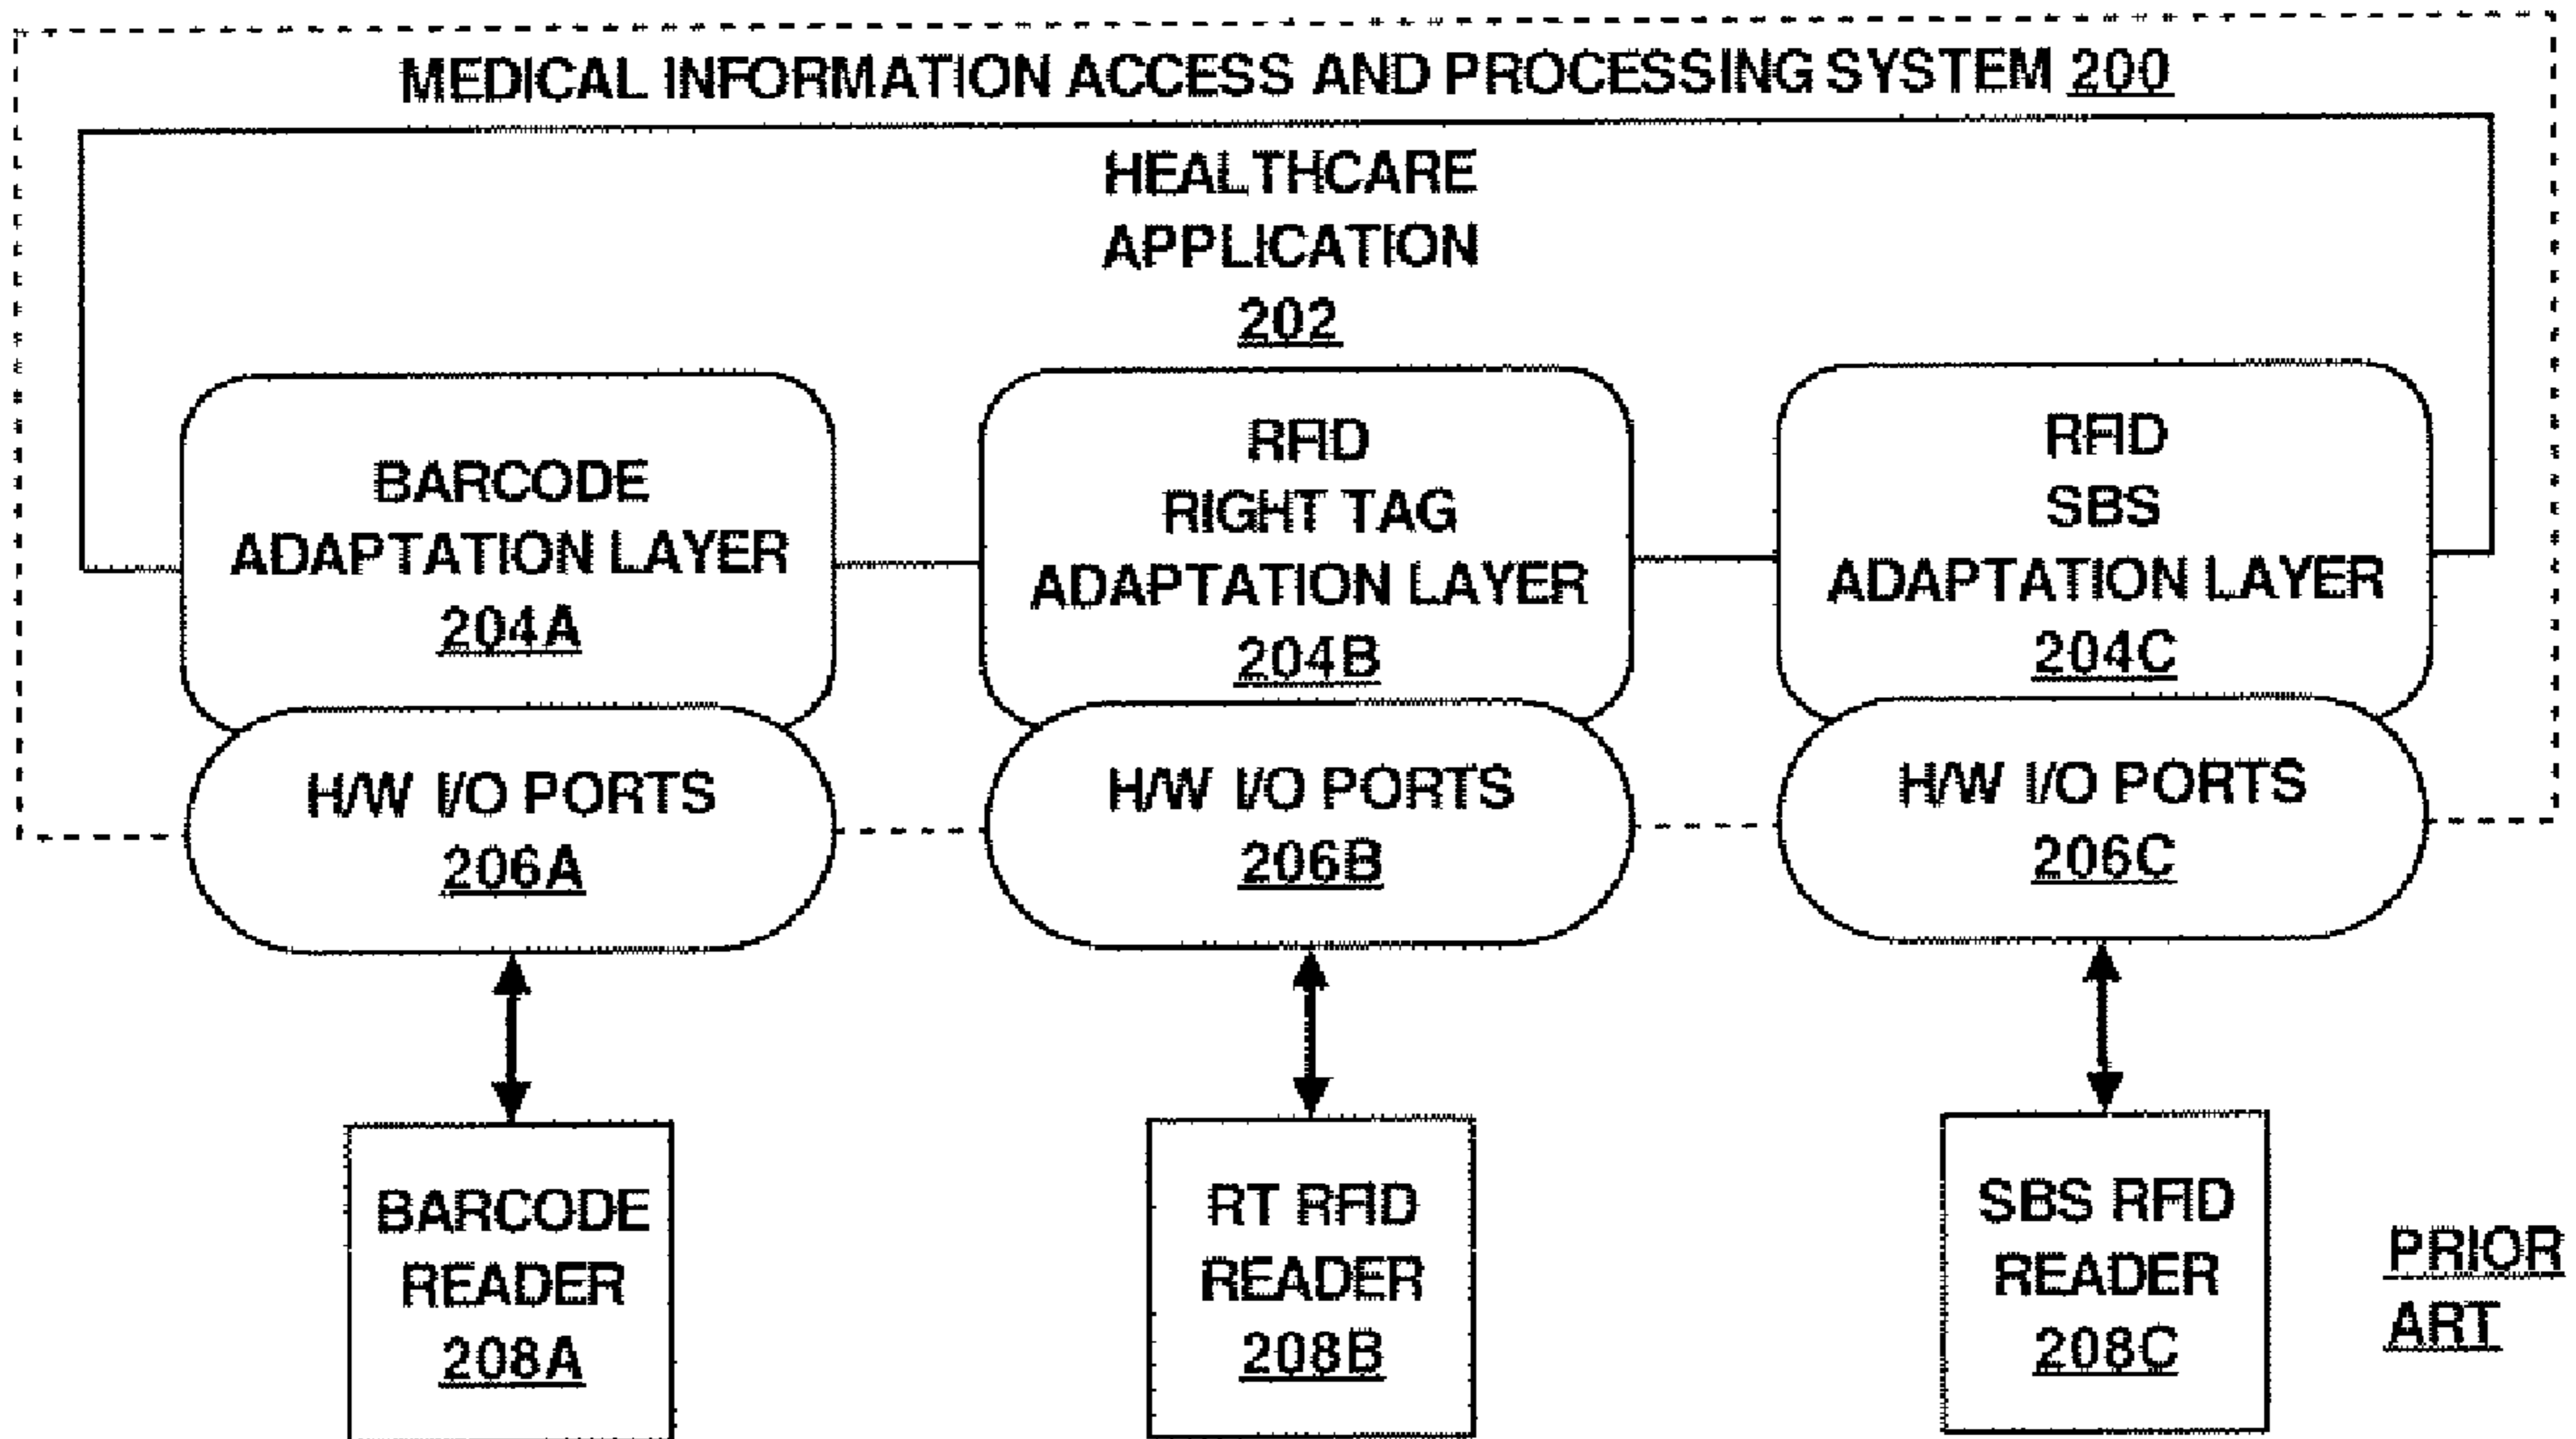 MEDICAL INFORMATION ACCESS AND PROCESSING SYSTEM 200
HEALTHCARE
APPLICATION
202
BARCODE
ADAPTATION LAYER
204A
RFID
RIGHT TAG
ADAPTATION LAYER
204B
RFID
SBS
ADAPTATION LAYER
204C
H/W I/O PORTS
206A
H/W I/O PORTS
206B
H/W I/O PORTS
206C
BARCODE
READER
208A
RT RFID
READER
208B
SBS RFID
READER
208C
PRIOR
ART